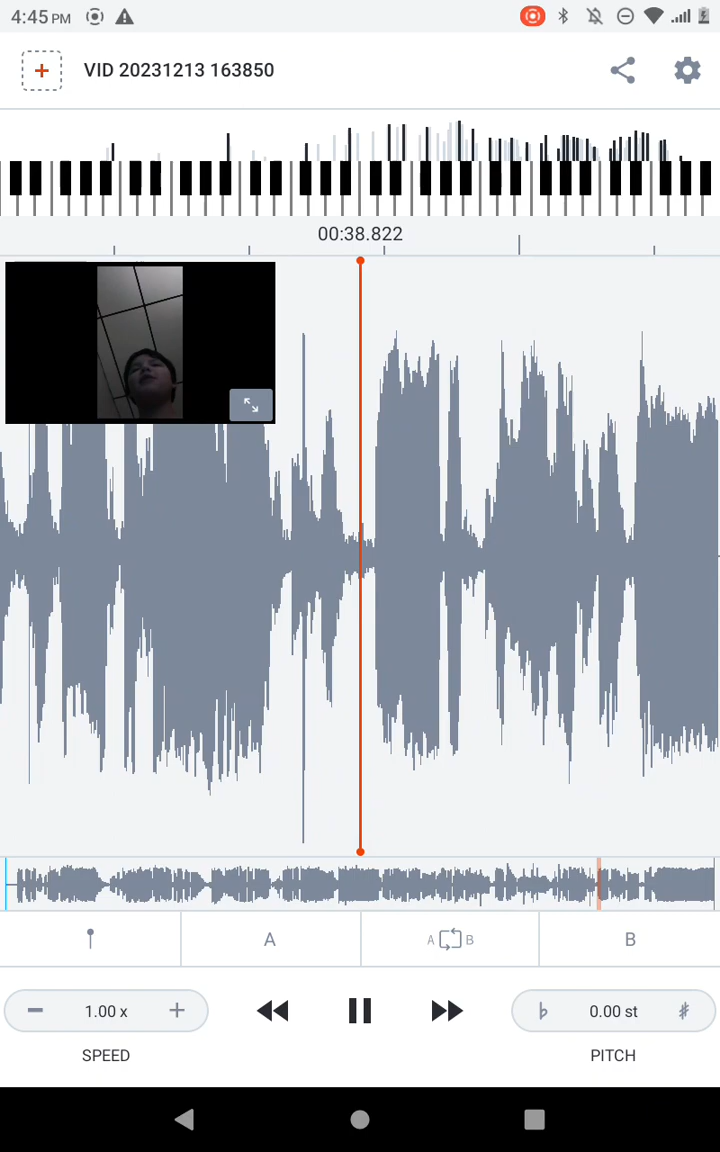 4:45 PM
VID 20231213 163850
00:38.822
A
A B
B
1.00 x
0.00 st
SPEED
PITCH